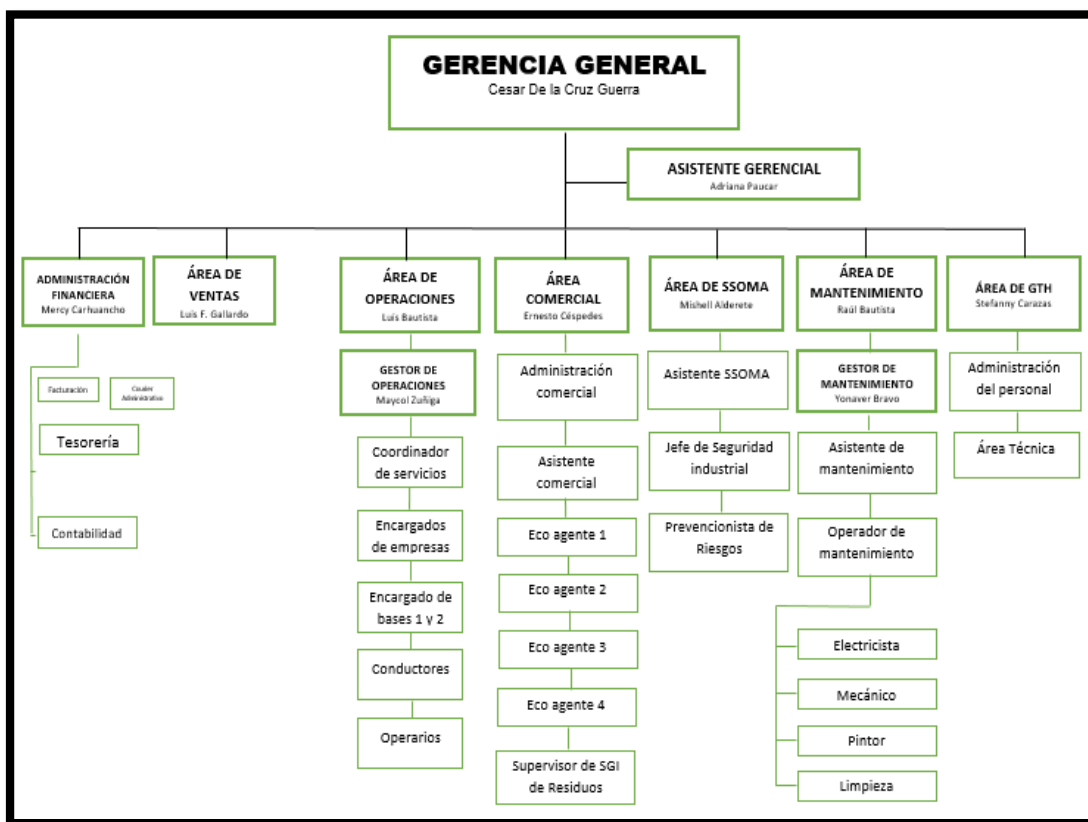 GERENCIA GENERAL
Cesar De la Cruz Guerra
ASISTENTE GERENCIAL
Adriana Paucar
ADMINISTRACIÓN
FINANCIERA
Mercy Carhuancho
ÁREA DE
VENTAS
Luis F. Gallardo
ÁREA DE
OPERACIONES
Luis Bautista
ÁREA
COMERCIAL
Ernesto Céspedes
ÁREA DE SSOMA
Mishell Alderete
ÁREA DE
MANTENIMIENTO
Raúl Bautista
ÁREA DE GTH
Stefanny Carazas
Facturación
Administrativo
Tesorería
Contabilidad
GESTOR DE
OPERACIONES
Maycol Zuñiga
Coordinador
de servicios
Encargados
de empresas
Encargado de
bases 1 y 2
Conductores
Operarios
Administración
comercial
Asistente
comercial
Eco agente 1
Eco agente 2
Eco agente 3
Eco agente 4
Supervisor de SGI
de Residuos
Asistente SSOMA
Jefe de Seguridad
industrial
Prevencionista de
Riesgos
GESTOR DE
MANTENIMIENTO
Yonaver Bravo
Asistente de
mantenimiento
Operador de
mantenimiento
Electricista
Mecánico
Pintor
Limpieza
Administración
del personal
Área Técnica